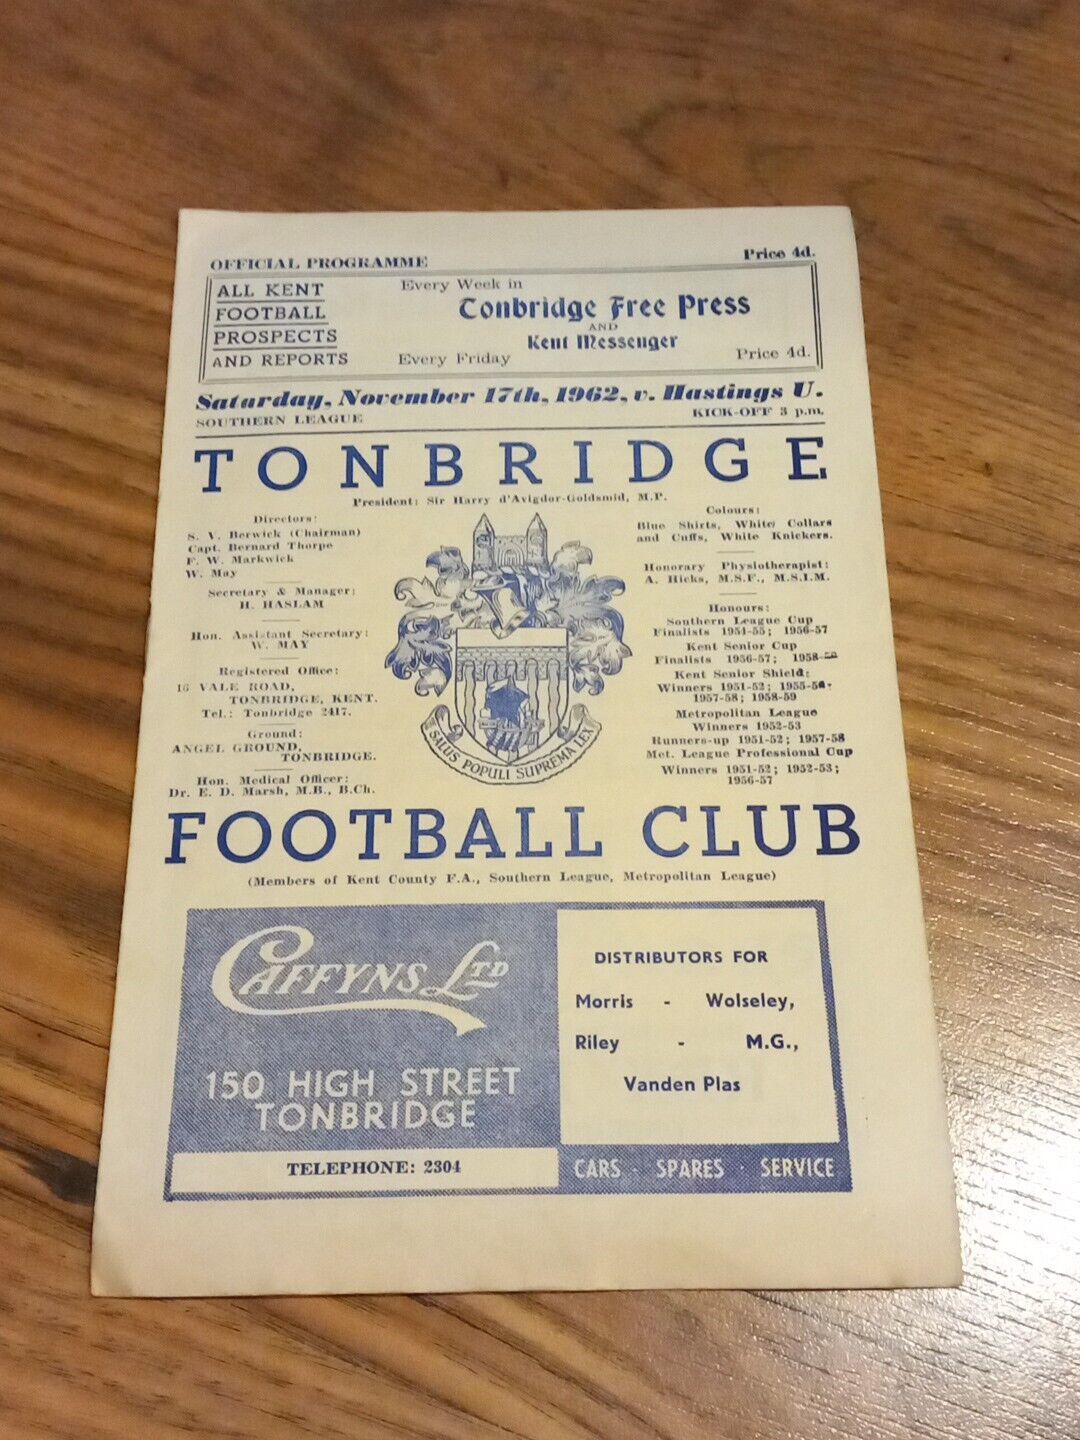 OFFICIAL PROGRAMME Price 4d.
ALL KENT
FOOTBALL
PROSPECTS
AND REPORTS
Every Week in
Tonbridge Free Press
AND
Kent Messenger
Every Friday Price 4d.
Saturday, November 17th, 1962, v. Hastings U.
SOUTHERN LEAGUE KICK-OFF 3 p.m.
TONBRIDGE
President: Sir Harry d'Avigdor-Goldsmid, M.P.
Directors:
S. V. Berwick (Chairman)
Capt. Bernard Thorpe
F. W. Markwick
W. May
Secretary & Manager:
H. HASLAM
Hon. Assistant Secretary:
W. MAY
Registered Office:
16 VALE ROAD,
TONBRIDGE, KENT.
Tel.: Tonbridge 2417.
Ground:
ANGEL GROUND,
TONBRIDGE.
Hon. Medical Officer:
Dr. E. D. Marsh, M.B., B.Ch.
SALUS POPULI SUPREMA LEX
Colours:
Blue Shirts, White Collars
and Cuffs, White Knickers.
Honorary Physiotherapist:
A. Hicks, M.S.F., M.S.I.M.
Honours:
Southern League Cup
Finalists 1951-55; 1956-57
Kent Senior Cup
Finalists 1956-57; 1958-59
Kent Senior Shield:
Winners 1951-52; 1955-56;
1957-58; 1958-59
Metropolitan League
Winners 1952-53
Runners-up 1951-52; 1957-58
Met. League Professional Cup
Winners 1951-52; 1952-53;
1956-57
FOOTBALL CLUB
(Members of Kent County F.A., Southern League, Metropolitan League)
CAFFYNS LTD
150 HIGH STREET
TONBRIDGE
TELEPHONE: 2304
DISTRIBUTORS FOR
Morris - Wolseley,
Riley - M.G.,
Vanden Plas
CARS - SPARES SERVICE